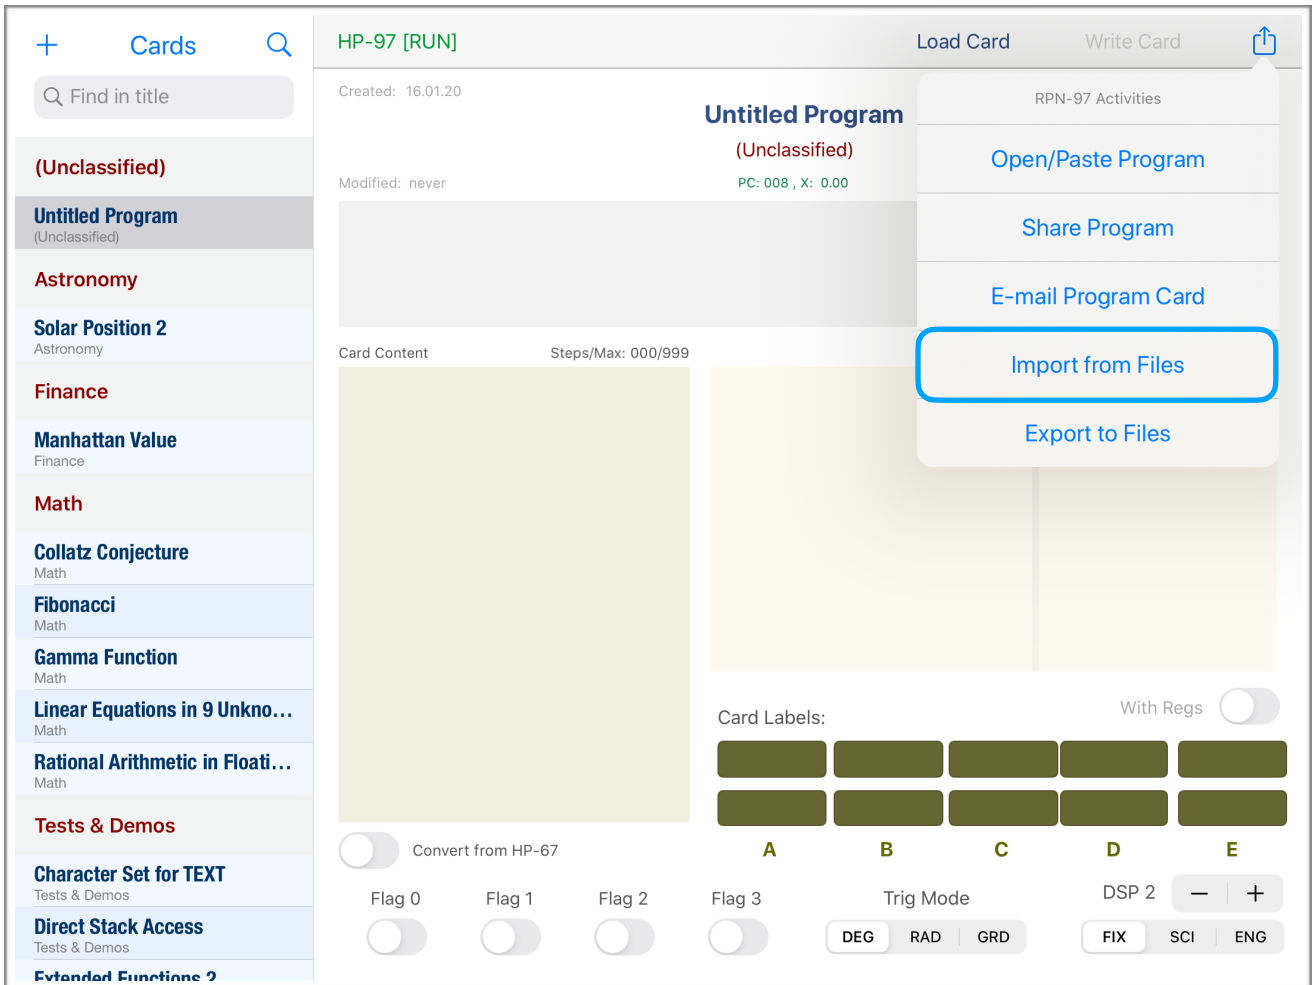 Cards
Find in title
(Unclassified)
Untitled Program
(Unclassified)
Astronomy
Solar Position 2
Astronomy
Finance
Manhattan Value
Finance
Math
Collatz Conjecture
Math
Fibonacci
Math
Gamma Function
Math
Linear Equations in 9 Unkno...
Math
Rational Arithmetic in Floati...
Math
Tests & Demos
Character Set for TEXT
Tests & Demos
Direct Stack Access
Tests & Demos
Extended Functions 2
HP-97 [RUN]
Load Card
Write Card
Created: 16.01.20
Untitled Program
(Unclassified)
Modified: never
PC: 008 , X: 0.00
RPN-97 Activities
Open/Paste Program
Share Program
E-mail Program Card
Import from Files
Export to Files
Card Content
Steps/Max: 000/999
With Regs
Card Labels:
A B C D E
Convert from HP-67
Flag 0 Flag 1 Flag 2 Flag 3
Trig Mode
DSP 2 − +
DEG RAD GRD
FIX SCI ENG